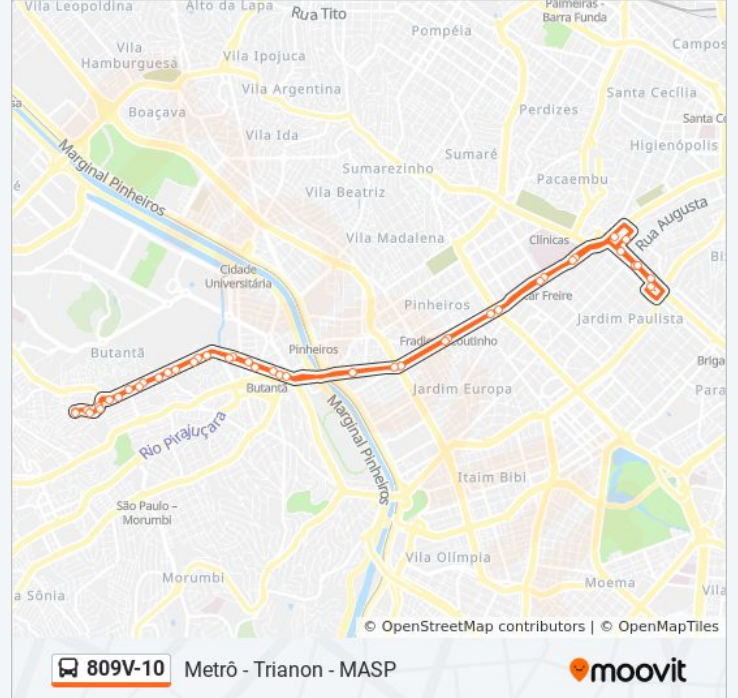 Vila Leopoldina
Alto da Lapa
Rua Tito
Palmeiras -
Barra Funda
Pompéia
Campos
Vila
Hamburguesa
Vila Ipojuca
Vila Argentina
Santa Cecília
Boaçava
Perdizes
Santa Ce
Vila Ida
Higienópolis
Marginal Pinheiros
Sumaré
Sumarezinho
Pacaembu
Vila Beatriz
Rua Augusta
Vila Madalena
Clínicas
Cidade
Universitária
Pinheiros
car Freire
Jardim Paulista
Fradique Coutinho
Butantã
Pinheiros
Briga
Butantã
Jardim Europa
Para
Marginal Pinheiros
Rio Pirajuçara
Itaim Bibi
São Paulo –
Morumbi
Vila Olímpia
Morumbi
Moema
a Sônia
Vila
© OpenStreetMap contributors | © OpenMapTiles
809V-10 Metrô - Trianon - MASP
moovit